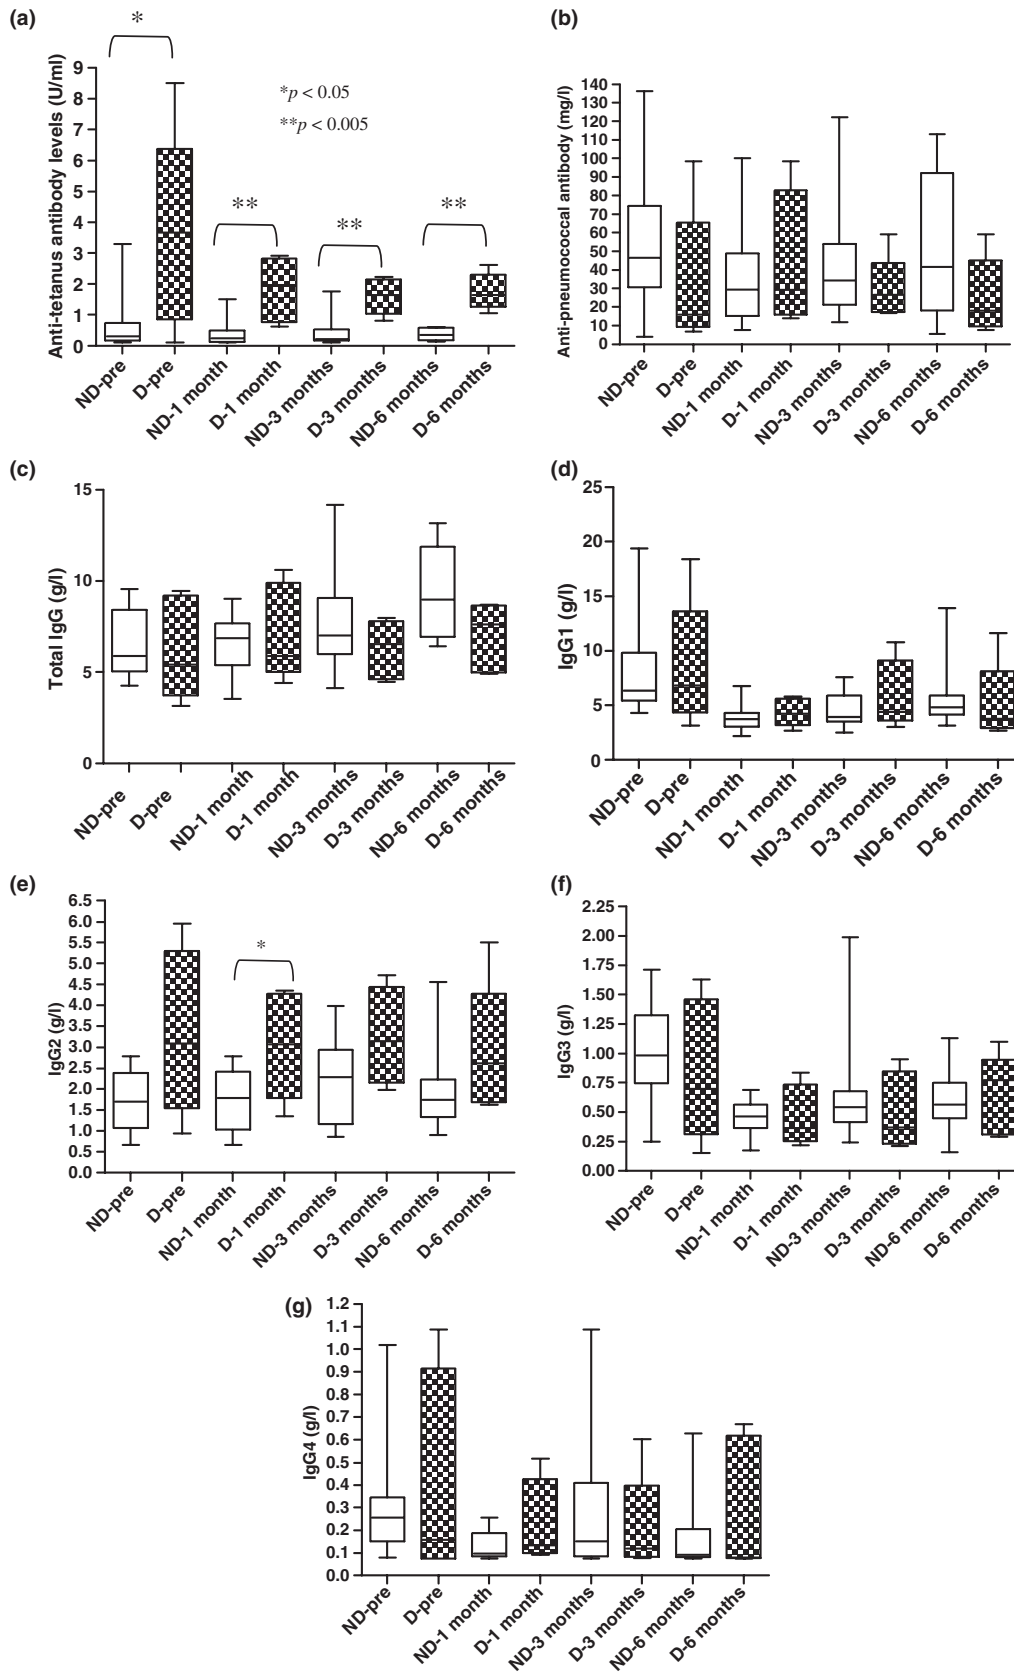 (a)
*
Anti-tetanus antibody levels (U/ml)
9
8
7
6
5
4
3
2
1
0
*p < 0.05
**p < 0.005
**
**
**
ND-pre
D-pre
ND-1 month
D-1 month
ND-3 months
D-3 months
ND-6 months
D-6 months
(b)
Anti-pneumococcal antibody (mg/l)
140
130
120
110
100
90
80
70
60
50
40
30
20
10
0
ND-pre
D-pre
ND-1 month
D-1 month
ND-3 months
D-3 months
ND-6 months
D-6 months
(c)
Total IgG (g/l)
15
10
5
0
ND-pre
D-pre
ND-1 month
D-1 month
ND-3 months
D-3 months
ND-6 months
D-6 months
(d)
IgG1 (g/l)
25
20
15
10
5
0
ND-pre
D-pre
ND-1 month
D-1 month
ND-3 months
D-3 months
ND-6 months
D-6 months
(e)
IgG2 (g/l)
6.5
6.0
5.5
5.0
4.5
4.0
3.5
3.0
2.5
2.0
1.5
1.0
0.5
0.0
*
ND-pre
D-pre
ND-1 month
D-1 month
ND-3 months
D-3 months
ND-6 months
D-6 months
(f)
IgG3 (g/l)
2.25
2.00
1.75
1.50
1.25
1.00
0.75
0.50
0.25
0.00
ND-pre
D-pre
ND-1 month
D-1 month
ND-3 months
D-3 months
ND-6 months
D-6 months
(g)
IgG4 (g/l)
1.2
1.1
1.0
0.9
0.8
0.7
0.6
0.5
0.4
0.3
0.2
0.1
0.0
ND-pre
D-pre
ND-1 month
D-1 month
ND-3 months
D-3 months
ND-6 months
D-6 months